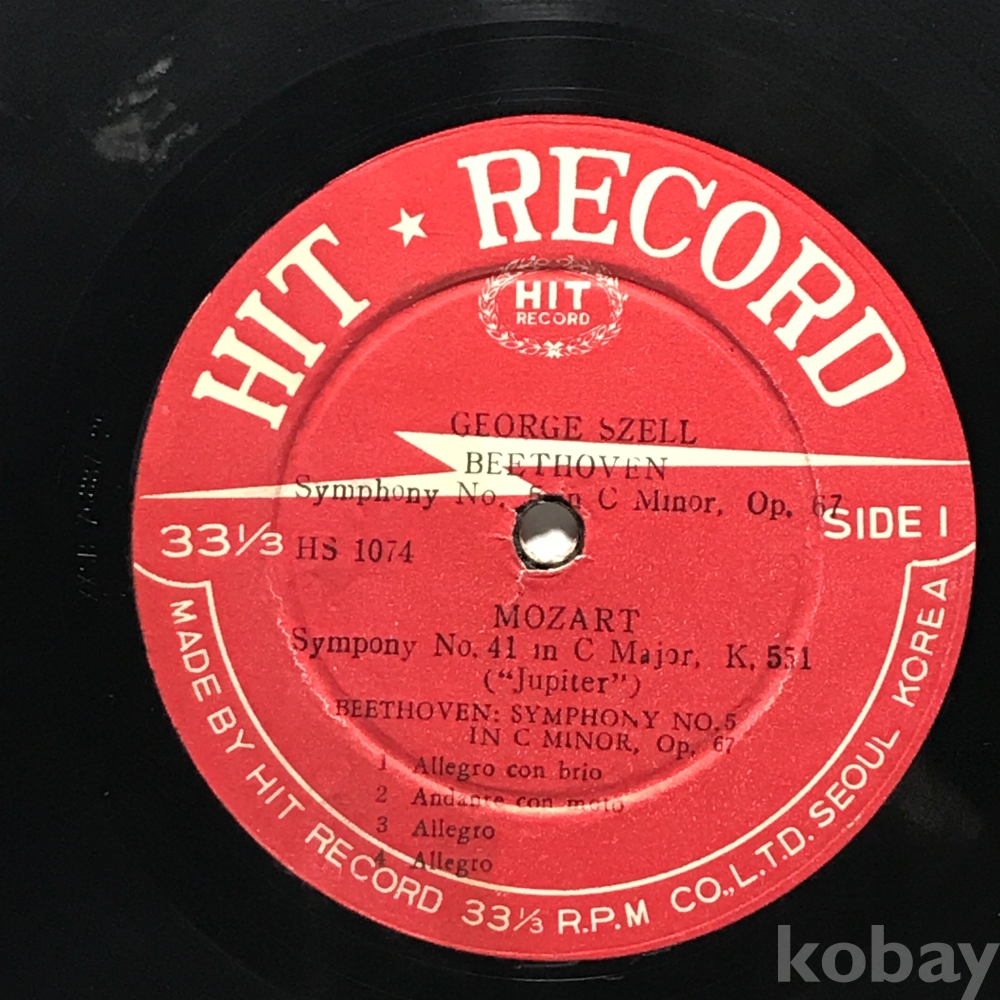 HIT ★ RECORD
HIT
RECORD
GEORGE SZELL
BEETHOVEN
Symphony No. 5 in C Minor, Op. 67
33⅓ HS 1074
SIDE 1
MOZART
Sympony No. 41 in C Major, K. 551
("Jupiter")
BEETHOVEN: SYMPHONY NO. 5
IN C MINOR, Op. 67
1 Allegro con brio
2 Andante con moto
3 Allegro
4 Allegro
MADE BY HIT RECORD 33⅓ R.P.M CO., L.T.D. SEOUL KOREA
kobay